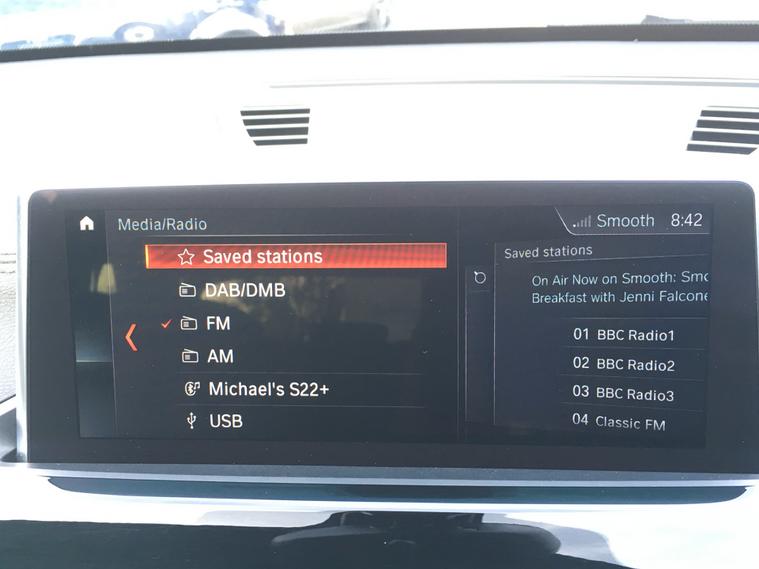 Media/Radio
Smooth 8:42
Saved stations
DAB/DMB
FM
AM
Michael's S22+
USB
Saved stations
On Air Now on Smooth: Smo
Breakfast with Jenni Falcone
01 BBC Radio1
02 BBC Radio2
03 BBC Radio3
04 Classic FM